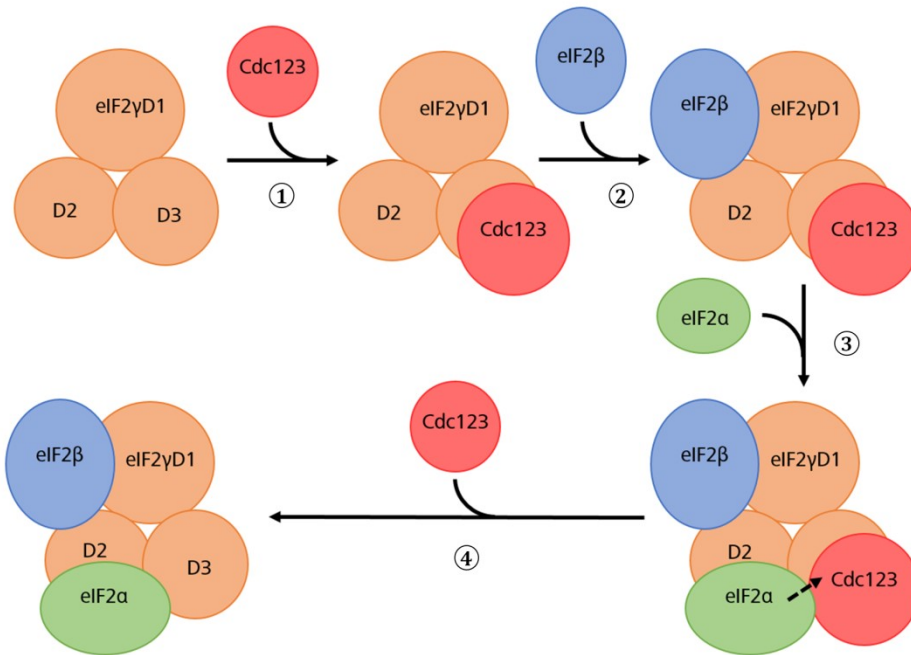 eIF2γD1
D2
D3
Cdc123
①
eIF2γD1
D2
Cdc123
eIF2β
②
eIF2β
eIF2γD1
D2
Cdc123
eIF2α
③
eIF2β
eIF2γD1
D2
eIF2α
Cdc123
Cdc123
④
eIF2β
eIF2γD1
D2
D3
eIF2α